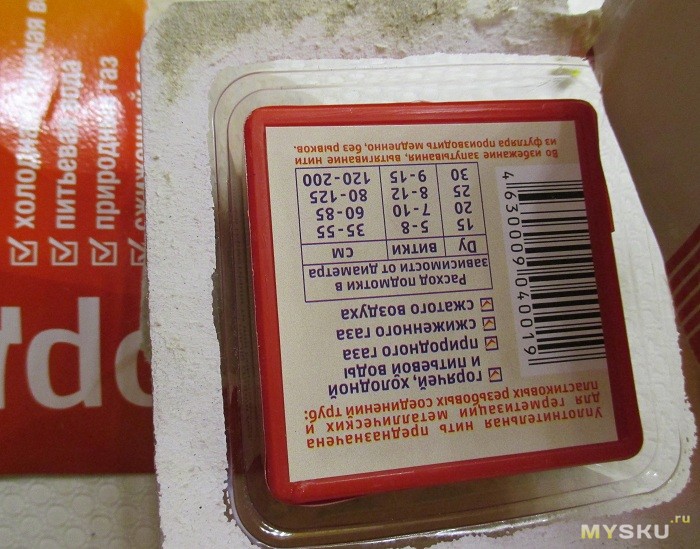 Уплотнительная нить предназначена
для герметизации металлических и
пластиковых резьбовых соединений труб:
горячей, холодной
и питьевой воды
природного газа
сжиженного газа
сжатого воздуха
Расход подмотки в
зависимости от диаметра
Dy витки см
15 5-8 35-55
20 7-10 60-85
25 8-12 80-125
30 9-15 120-200
Во избежание запутывания, вытягивание нити
из футляра производить медленно, без рывков.
4630009040019
питьевая вода
природный газ
MYSKU.ru